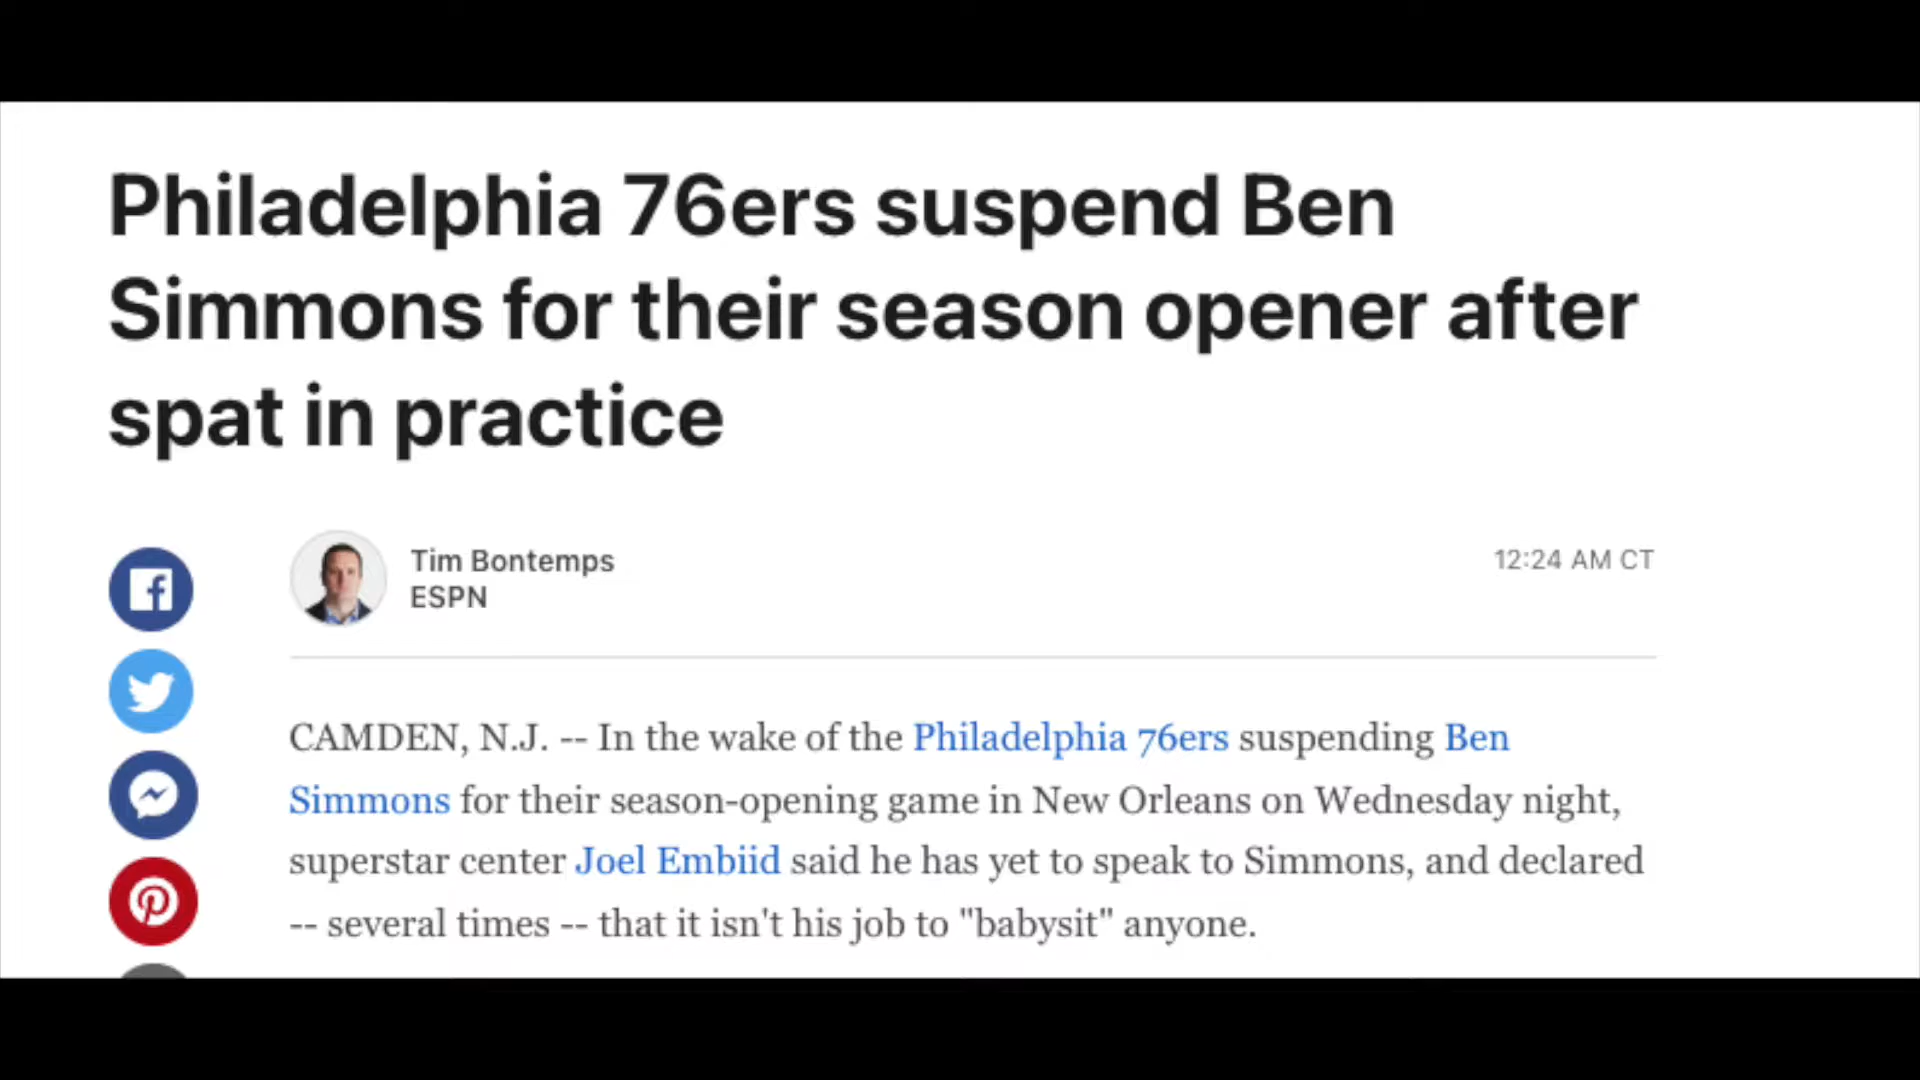 Philadelphia 76ers suspend Ben
Simmons for their season opener after
spat in practice
Tim Bontemps
ESPN
12:24 AM CT
CAMDEN, N.J. -- In the wake of the Philadelphia 76ers suspending Ben
Simmons for their season-opening game in New Orleans on Wednesday night,
superstar center Joel Embiid said he has yet to speak to Simmons, and declared
-- several times -- that it isn't his job to "babysit" anyone.